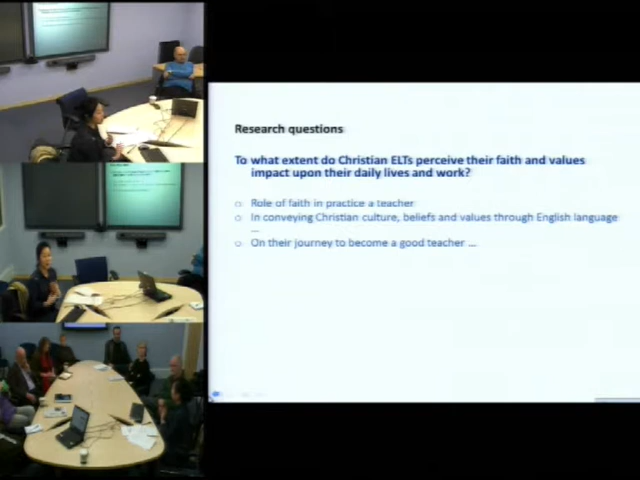 Research questions
To what extent do Christian ELTs perceive their faith and values
impact upon their daily lives and work?
Role of faith in practice a teacher
In conveying Christian culture, beliefs and values through English language
...
On their journey to become a good teacher ...